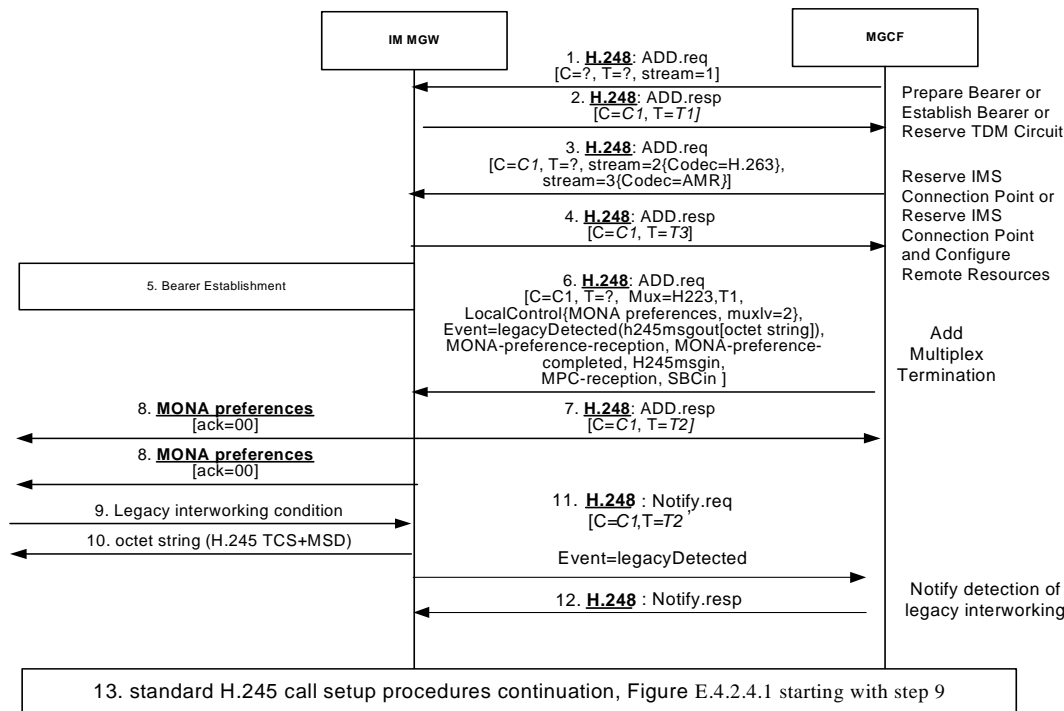 IM MGW
MGCF
1. H.248: ADD.req
[C=?, T=?, stream=1]
2. H.248: ADD.resp
[C=C1, T=T1]
Prepare Bearer or
Establish Bearer or
Reserve TDM Circuit
3. H.248: ADD.req
[C=C1, T=?, stream=2{Codec=H.263},
stream=3{Codec=AMR}]
4. H.248: ADD.resp
[C=C1, T=T3]
Reserve IMS
Connection Point or
Reserve IMS
Connection Point
and Configure
Remote Resources
5. Bearer Establishment
6. H.248: ADD.req
[C=C1, T=?, Mux=H223,T1,
LocalControl{MONA preferences, muxlv=2},
Event=legacyDetected(h245msgout[octet string]),
MONA-preference-reception, MONA-preference-
completed, H245msgin,
MPC-reception, SBCin ]
Add
Multiplex
Termination
8. MONA preferences
[ack=00]
7. H.248: ADD.resp
[C=C1, T=T2]
8. MONA preferences
[ack=00]
9. Legacy interworking condition
10. octet string (H.245 TCS+MSD)
11. H.248 : Notify.req
[C=C1,T=T2 ,
Event=legacyDetected
12. H.248 : Notify.resp
Notify detection of
legacy interworking
13. standard H.245 call setup procedures continuation, Figure E.4.2.4.1 starting with step 9